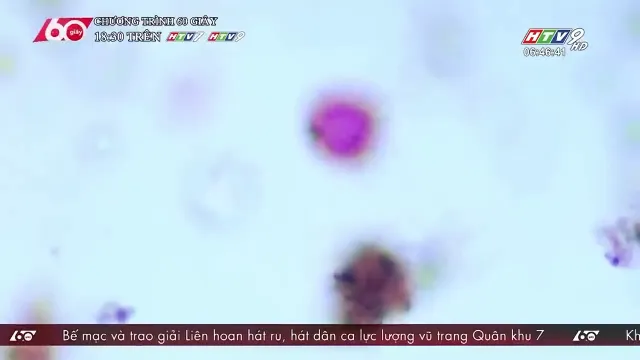 60 giây
CHƯƠNG TRÌNH 60 GIÂY
18:30 TRÊN HTV7 HTV9
HTV9 HD
06:46:41
60 Bế mạc và trao giải Liên hoan hát ru, hát dân ca lực lượng vũ trang Quân khu 7 60 Kh